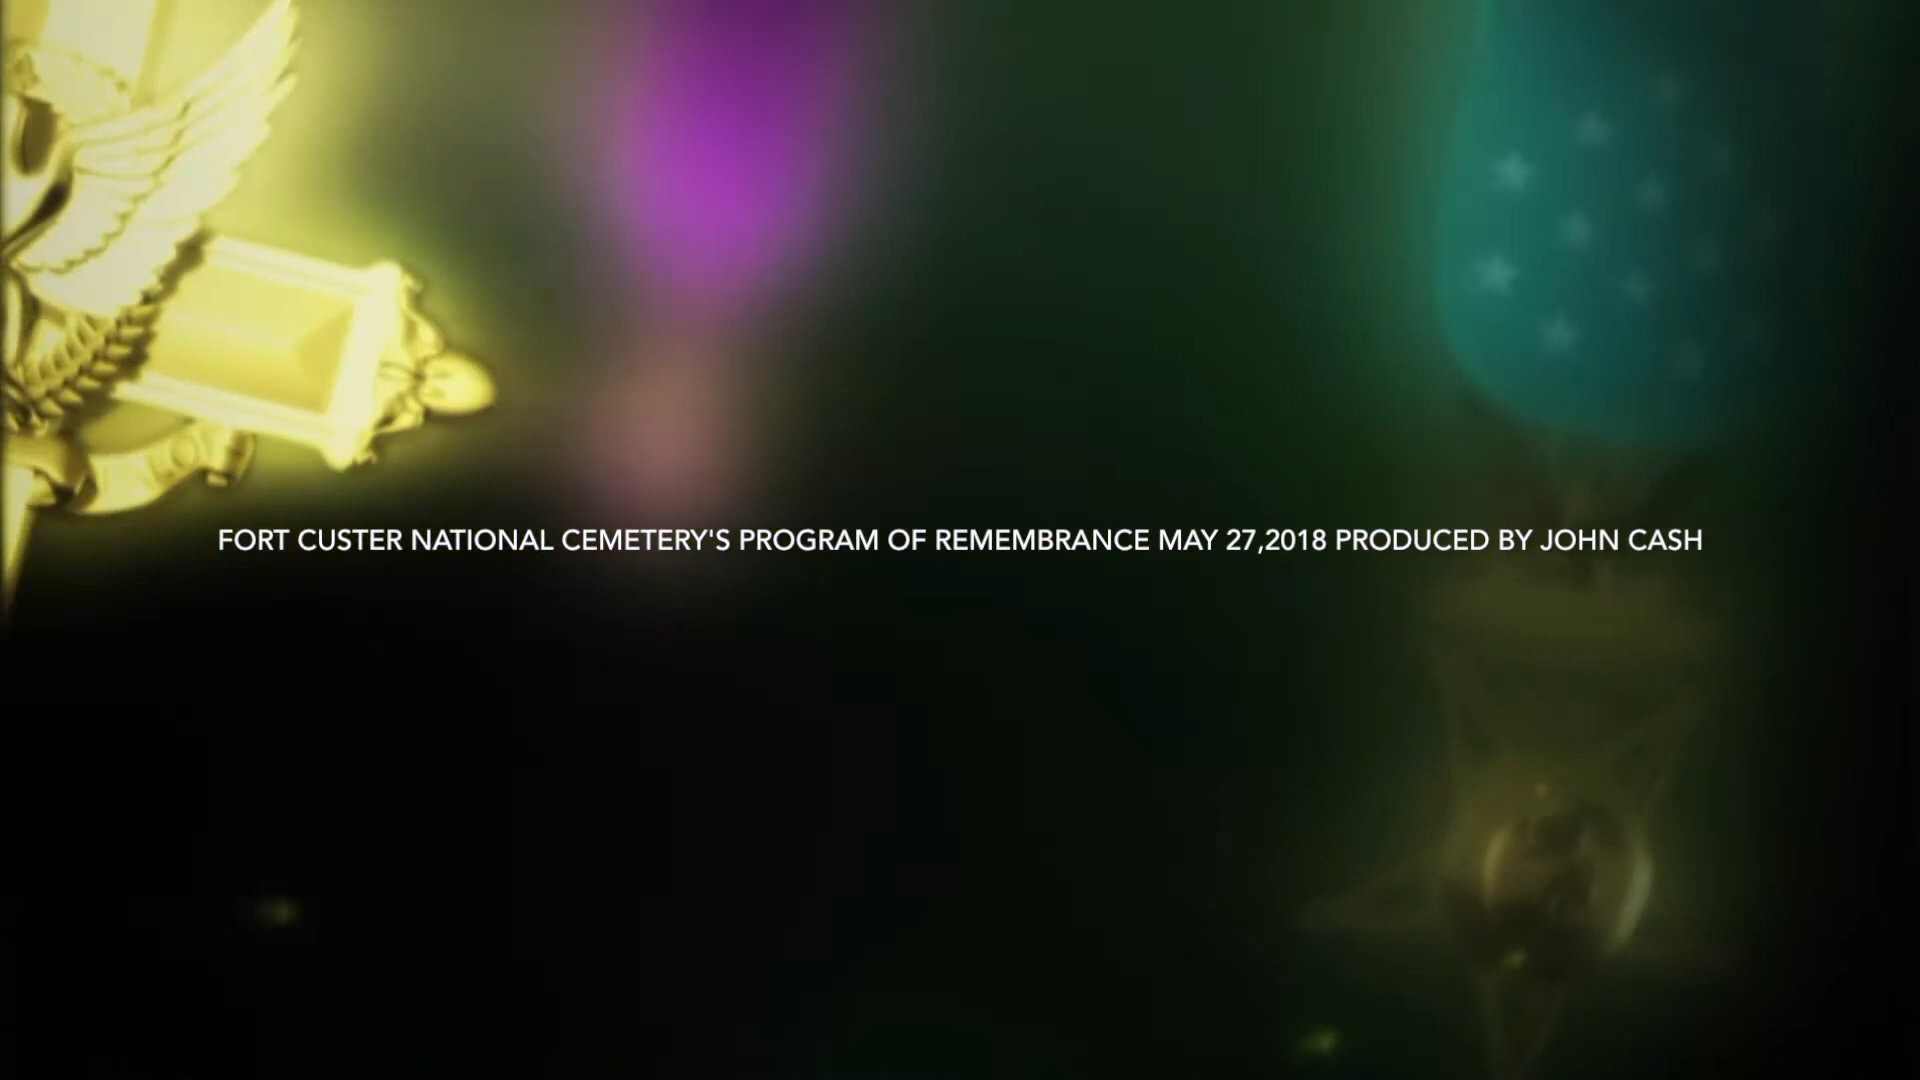 FORT CUSTER NATIONAL CEMETERY'S PROGRAM OF REMEMBRANCE MAY 27,2018 PRODUCED BY JOHN CASH